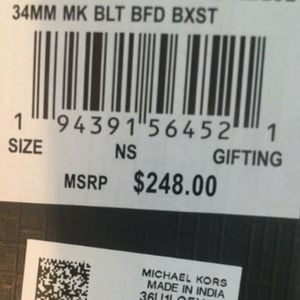 34MM MK BLT BFD BXST
1 94391 56452 1
SIZE NS GIFTING
MSRP $248.00
MICHAEL KORS
MADE IN INDIA